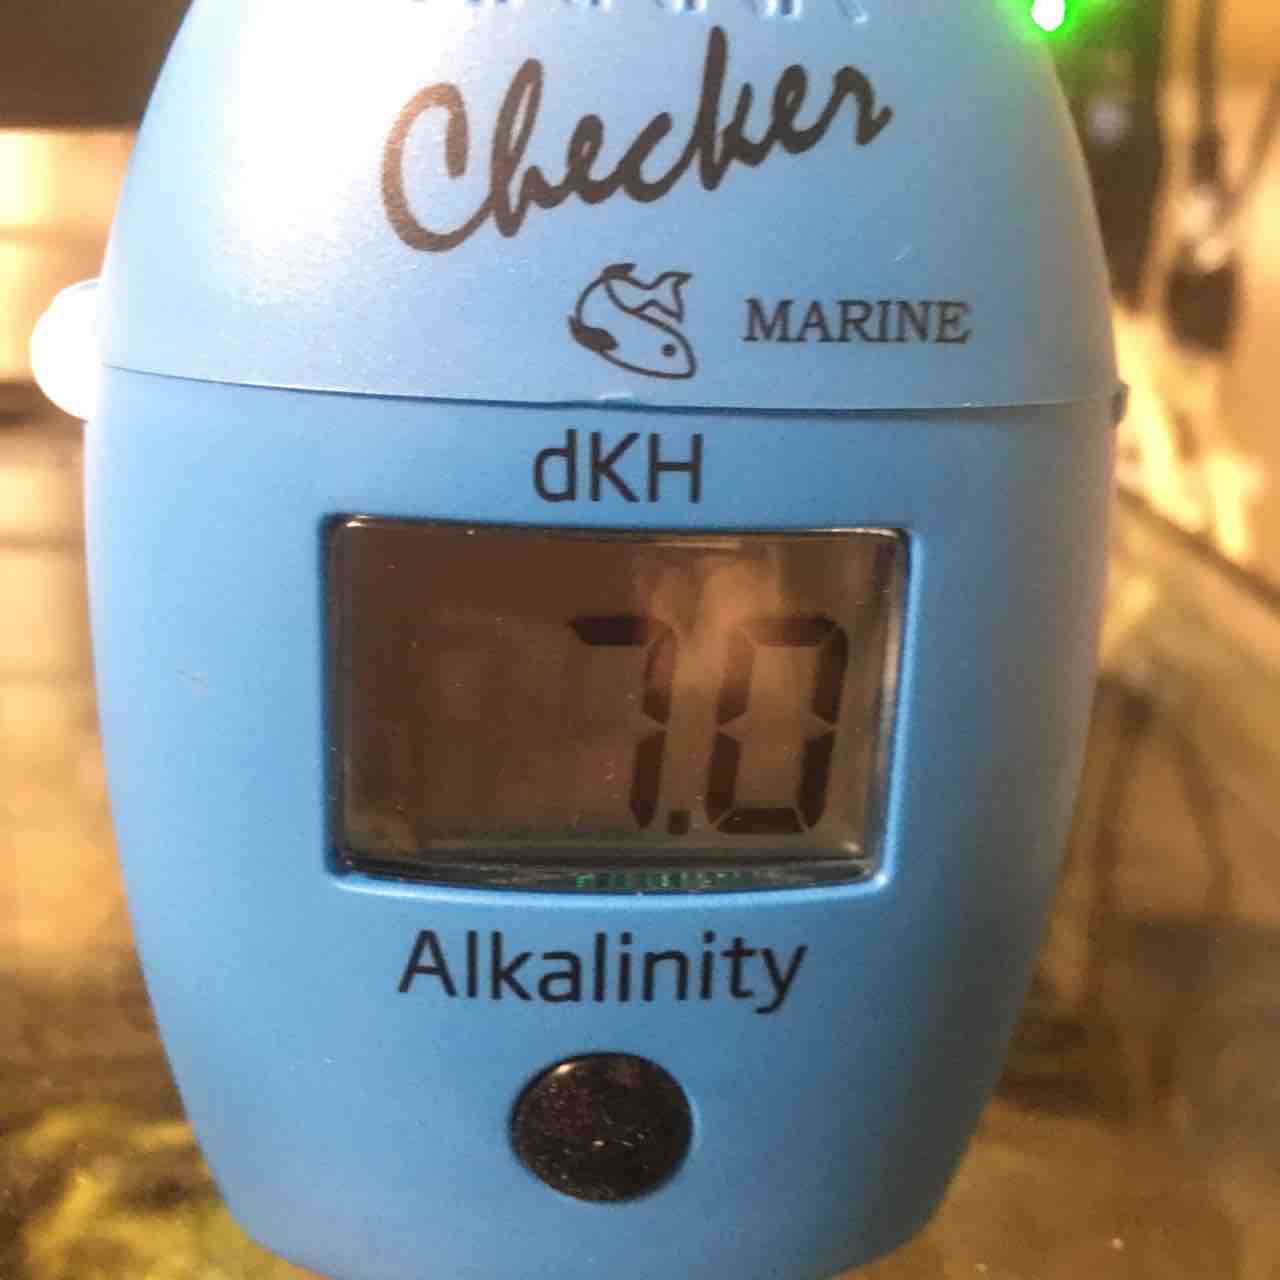 Checker
MARINE
dKH
7.0
Alkalinity